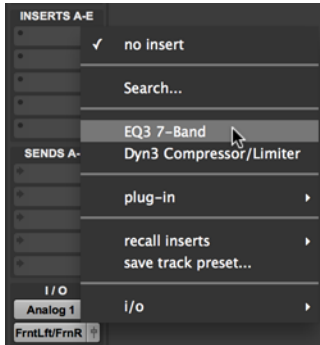 INSERTS A-E
✓ no insert
Search...
EQ3 7-Band
Dyn3 Compressor/Limiter
SENDS A-
plug-in
recall inserts
save track preset...
I/O
i/o
Analog 1
FrntLft/FrnR